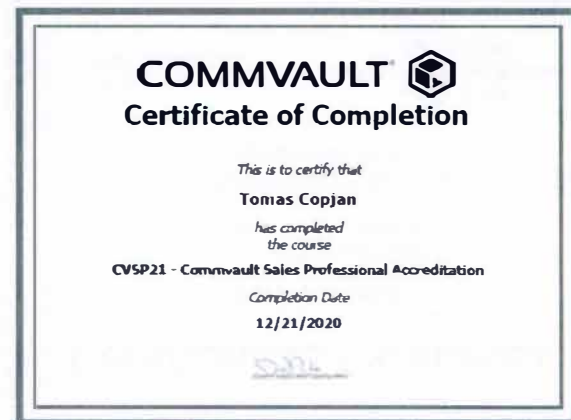 COMMVAULT
Certificate of Completion
This is to certify that
Tomas Copjan
has completed
the course
CVSP21 - Commvault Sales Professional Accreditation
Completion Date
12/21/2020